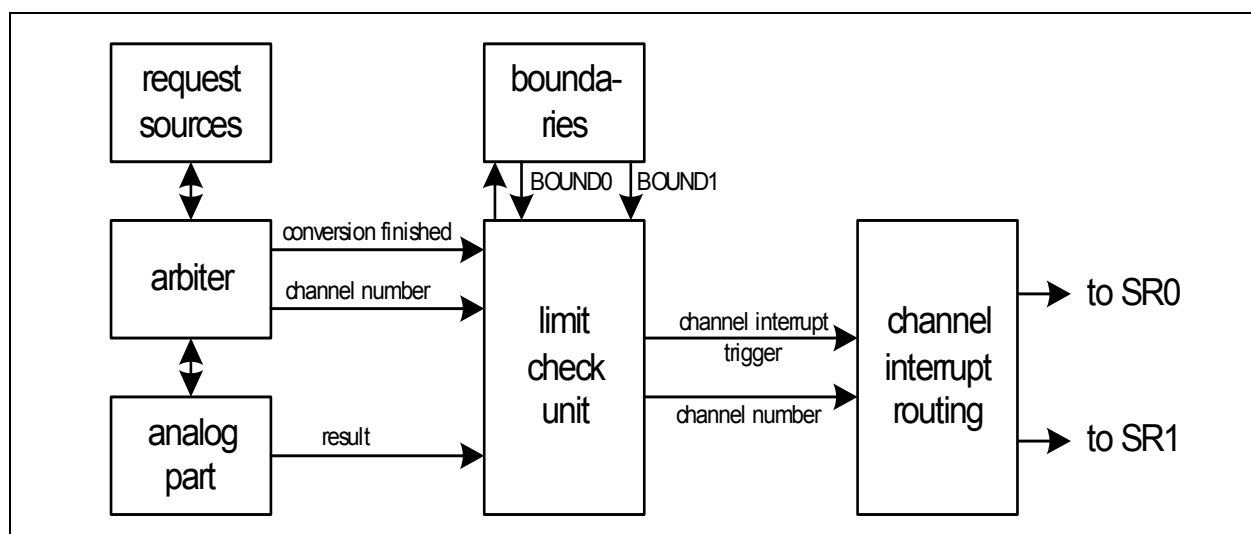 request
sources
bounda-
ries
BOUND0
BOUND1
conversion finished
arbiter
channel number
limit
check
unit
channel interrupt
trigger
channel number
channel
interrupt
routing
to SR0
to SR1
analog
part
result